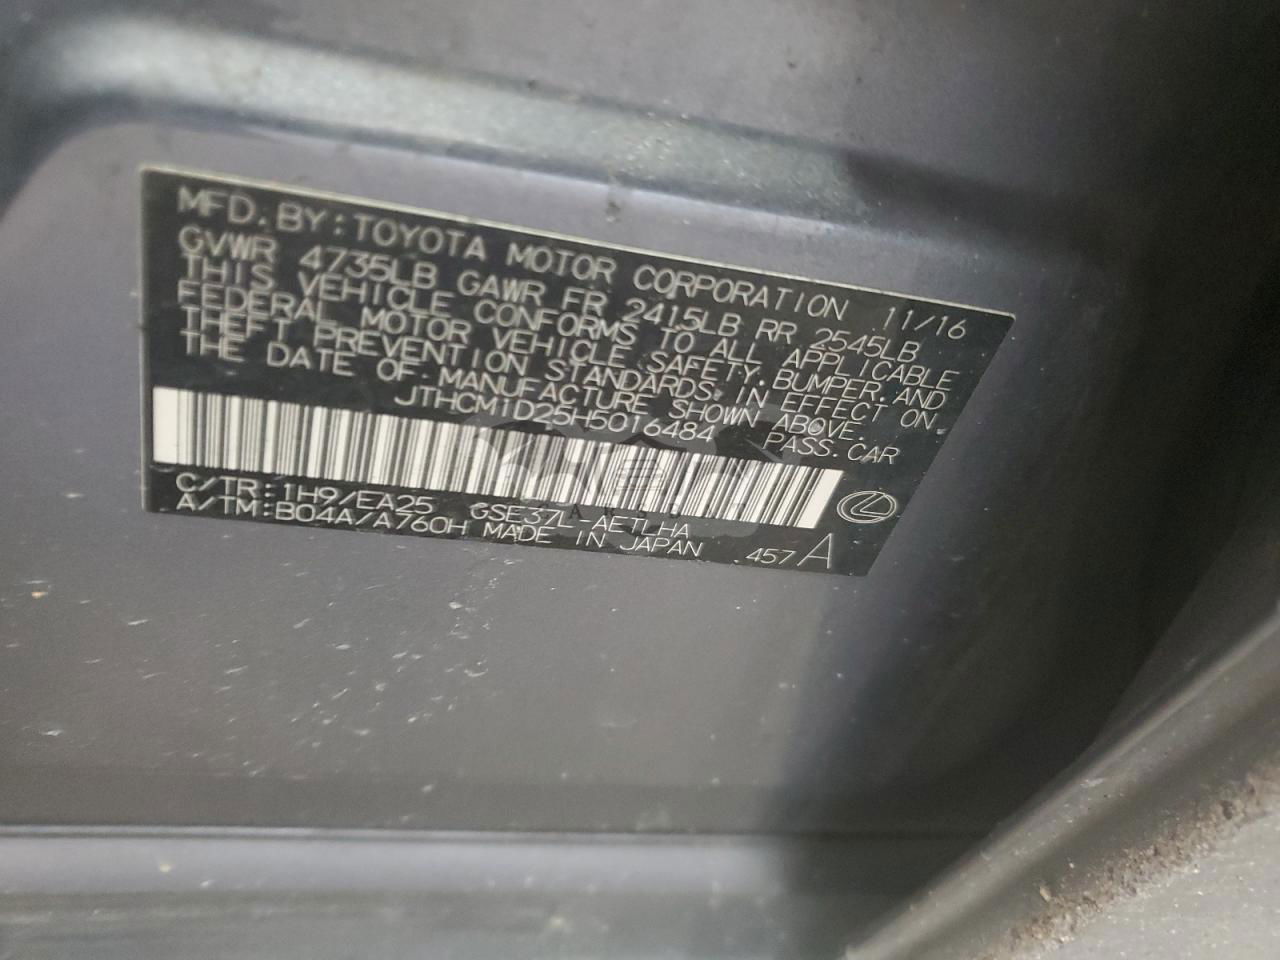 MFD. BY: TOYOTA MOTOR CORPORATION 11/16
GVWR 4735LB GAWR FR 2415LB RR 2545LB
THIS VEHICLE CONFORMS TO ALL APPLICABLE
FEDERAL MOTOR VEHICLE SAFETY, BUMPER, AND
THEFT PREVENTION STANDARDS IN EFFECT ON
THE DATE OF MANUFACTURE SHOWN ABOVE.
JTHCM1D25H5016484 PASS. CAR
C/TR: 1H9/EA25 GSE37L-AETLHA
A/TM: B04A/A760H MADE IN JAPAN 457 A